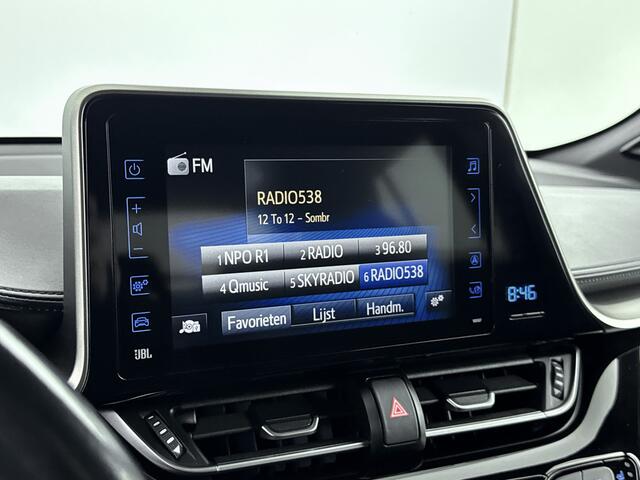 FM
RADIO538
12 To 12 – Sombr
1 NPO R1 2 RADIO 3 96.80
4 Qmusic 5 SKYRADIO 6 RADIO538
Favorieten Lijst Handm.
8:46
JBL